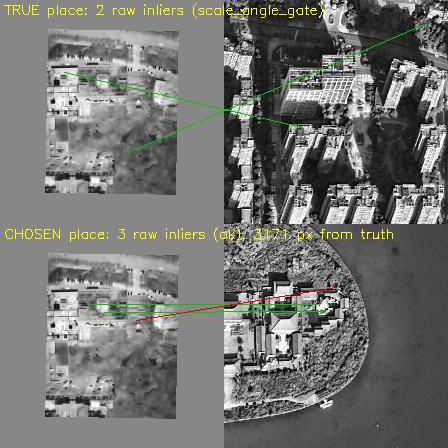 TRUE place: 2 raw inliers (scale_angle_gate)
CHOSEN place: 3 raw inliers (ok), 3171 px from truth